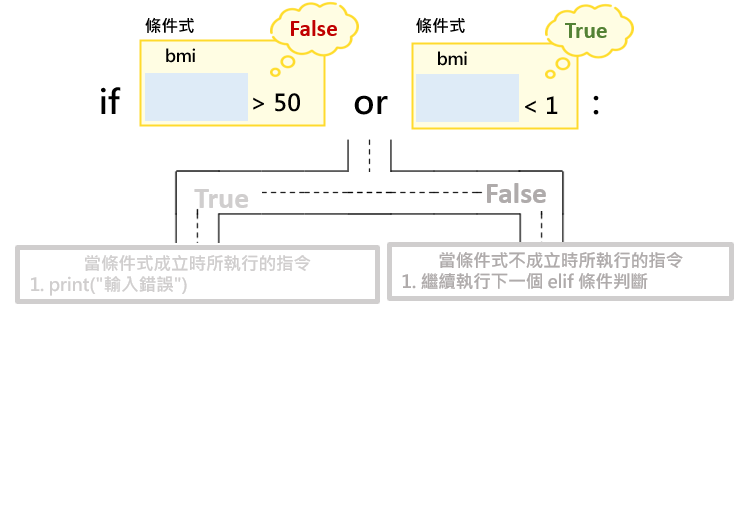 條件式
False
條件式
True
bmi
bmi
if
> 50
or
< 1
:
True
False
當條件式成立時所執行的指令
1. print("輸入錯誤")
當條件式不成立時所執行的指令
1. 繼續執行下一個 elif 條件判斷